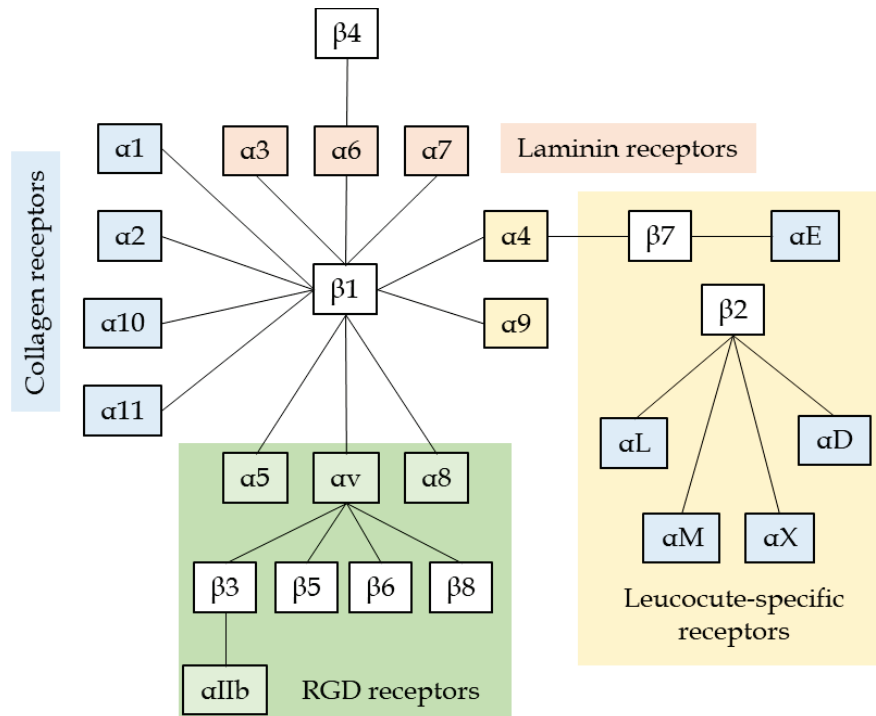 β4
α1
α3
α6
α7
Laminin receptors
Collagen receptors
α2
α4
β7
αE
β1
β2
α10
α9
α11
αL
αD
α5
αv
α8
αM
αX
β3
β5
β6
β8
Leucocute-specific
receptors
αIIb
RGD receptors